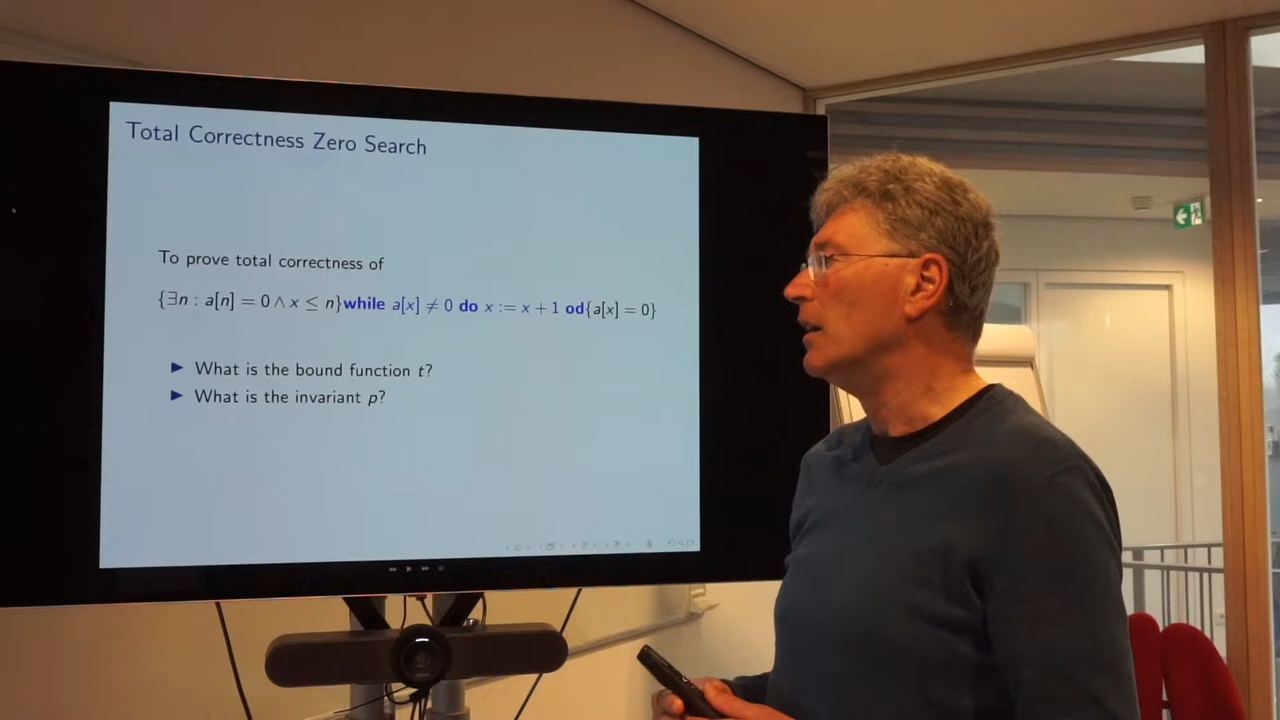 Total Correctness Zero Search
To prove total correctness of
{∃n : a[n] = 0 ∧ x ≤ n}while a[x] ≠ 0 do x := x + 1 od{a[x] = 0}
▶ What is the bound function t?
▶ What is the invariant p?